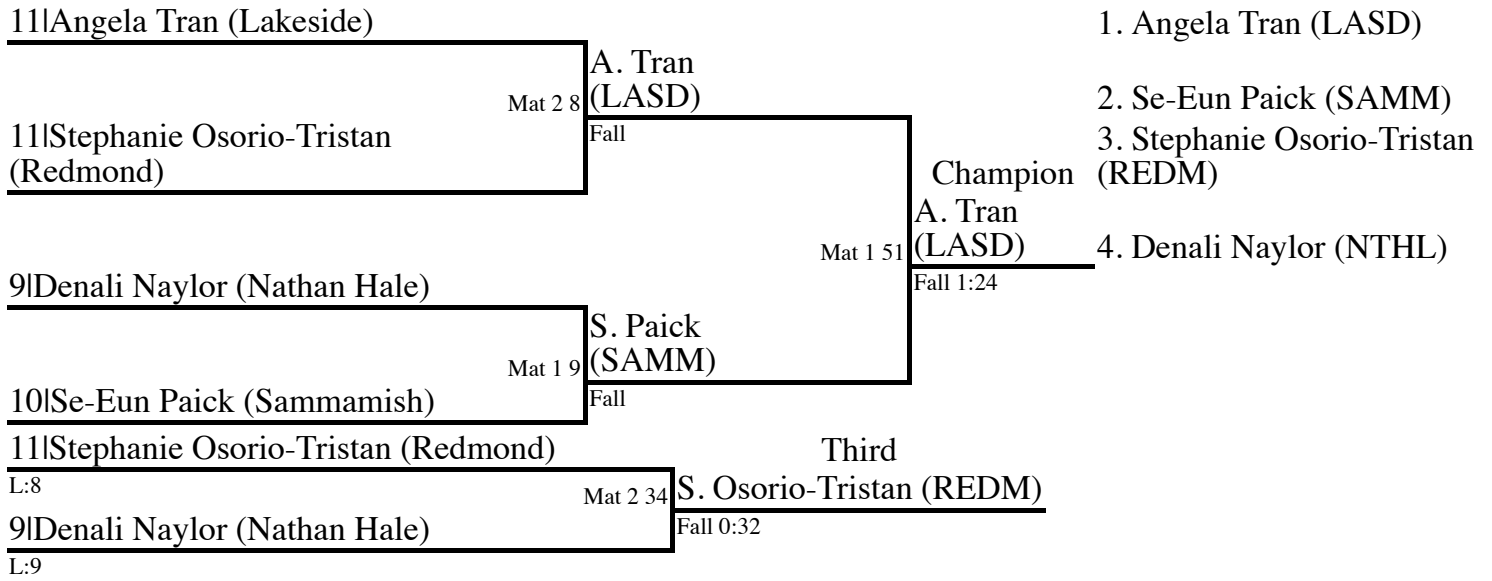 11|Angela Tran (Lakeside)
Mat 2 8
A. Tran
(LASD)
Fall
11|Stephanie Osorio-Tristan
(Redmond)
9|Denali Naylor (Nathan Hale)
Mat 1 9
S. Paick
(SAMM)
Fall
10|Se-Eun Paick (Sammamish)
Mat 1 51
Champion
A. Tran
(LASD)
Fall 1:24
11|Stephanie Osorio-Tristan (Redmond)
L:8
Mat 2 34
Third
S. Osorio-Tristan (REDM)
Fall 0:32
9|Denali Naylor (Nathan Hale)
L:9
1. Angela Tran (LASD)
2. Se-Eun Paick (SAMM)
3. Stephanie Osorio-Tristan
(REDM)
4. Denali Naylor (NTHL)